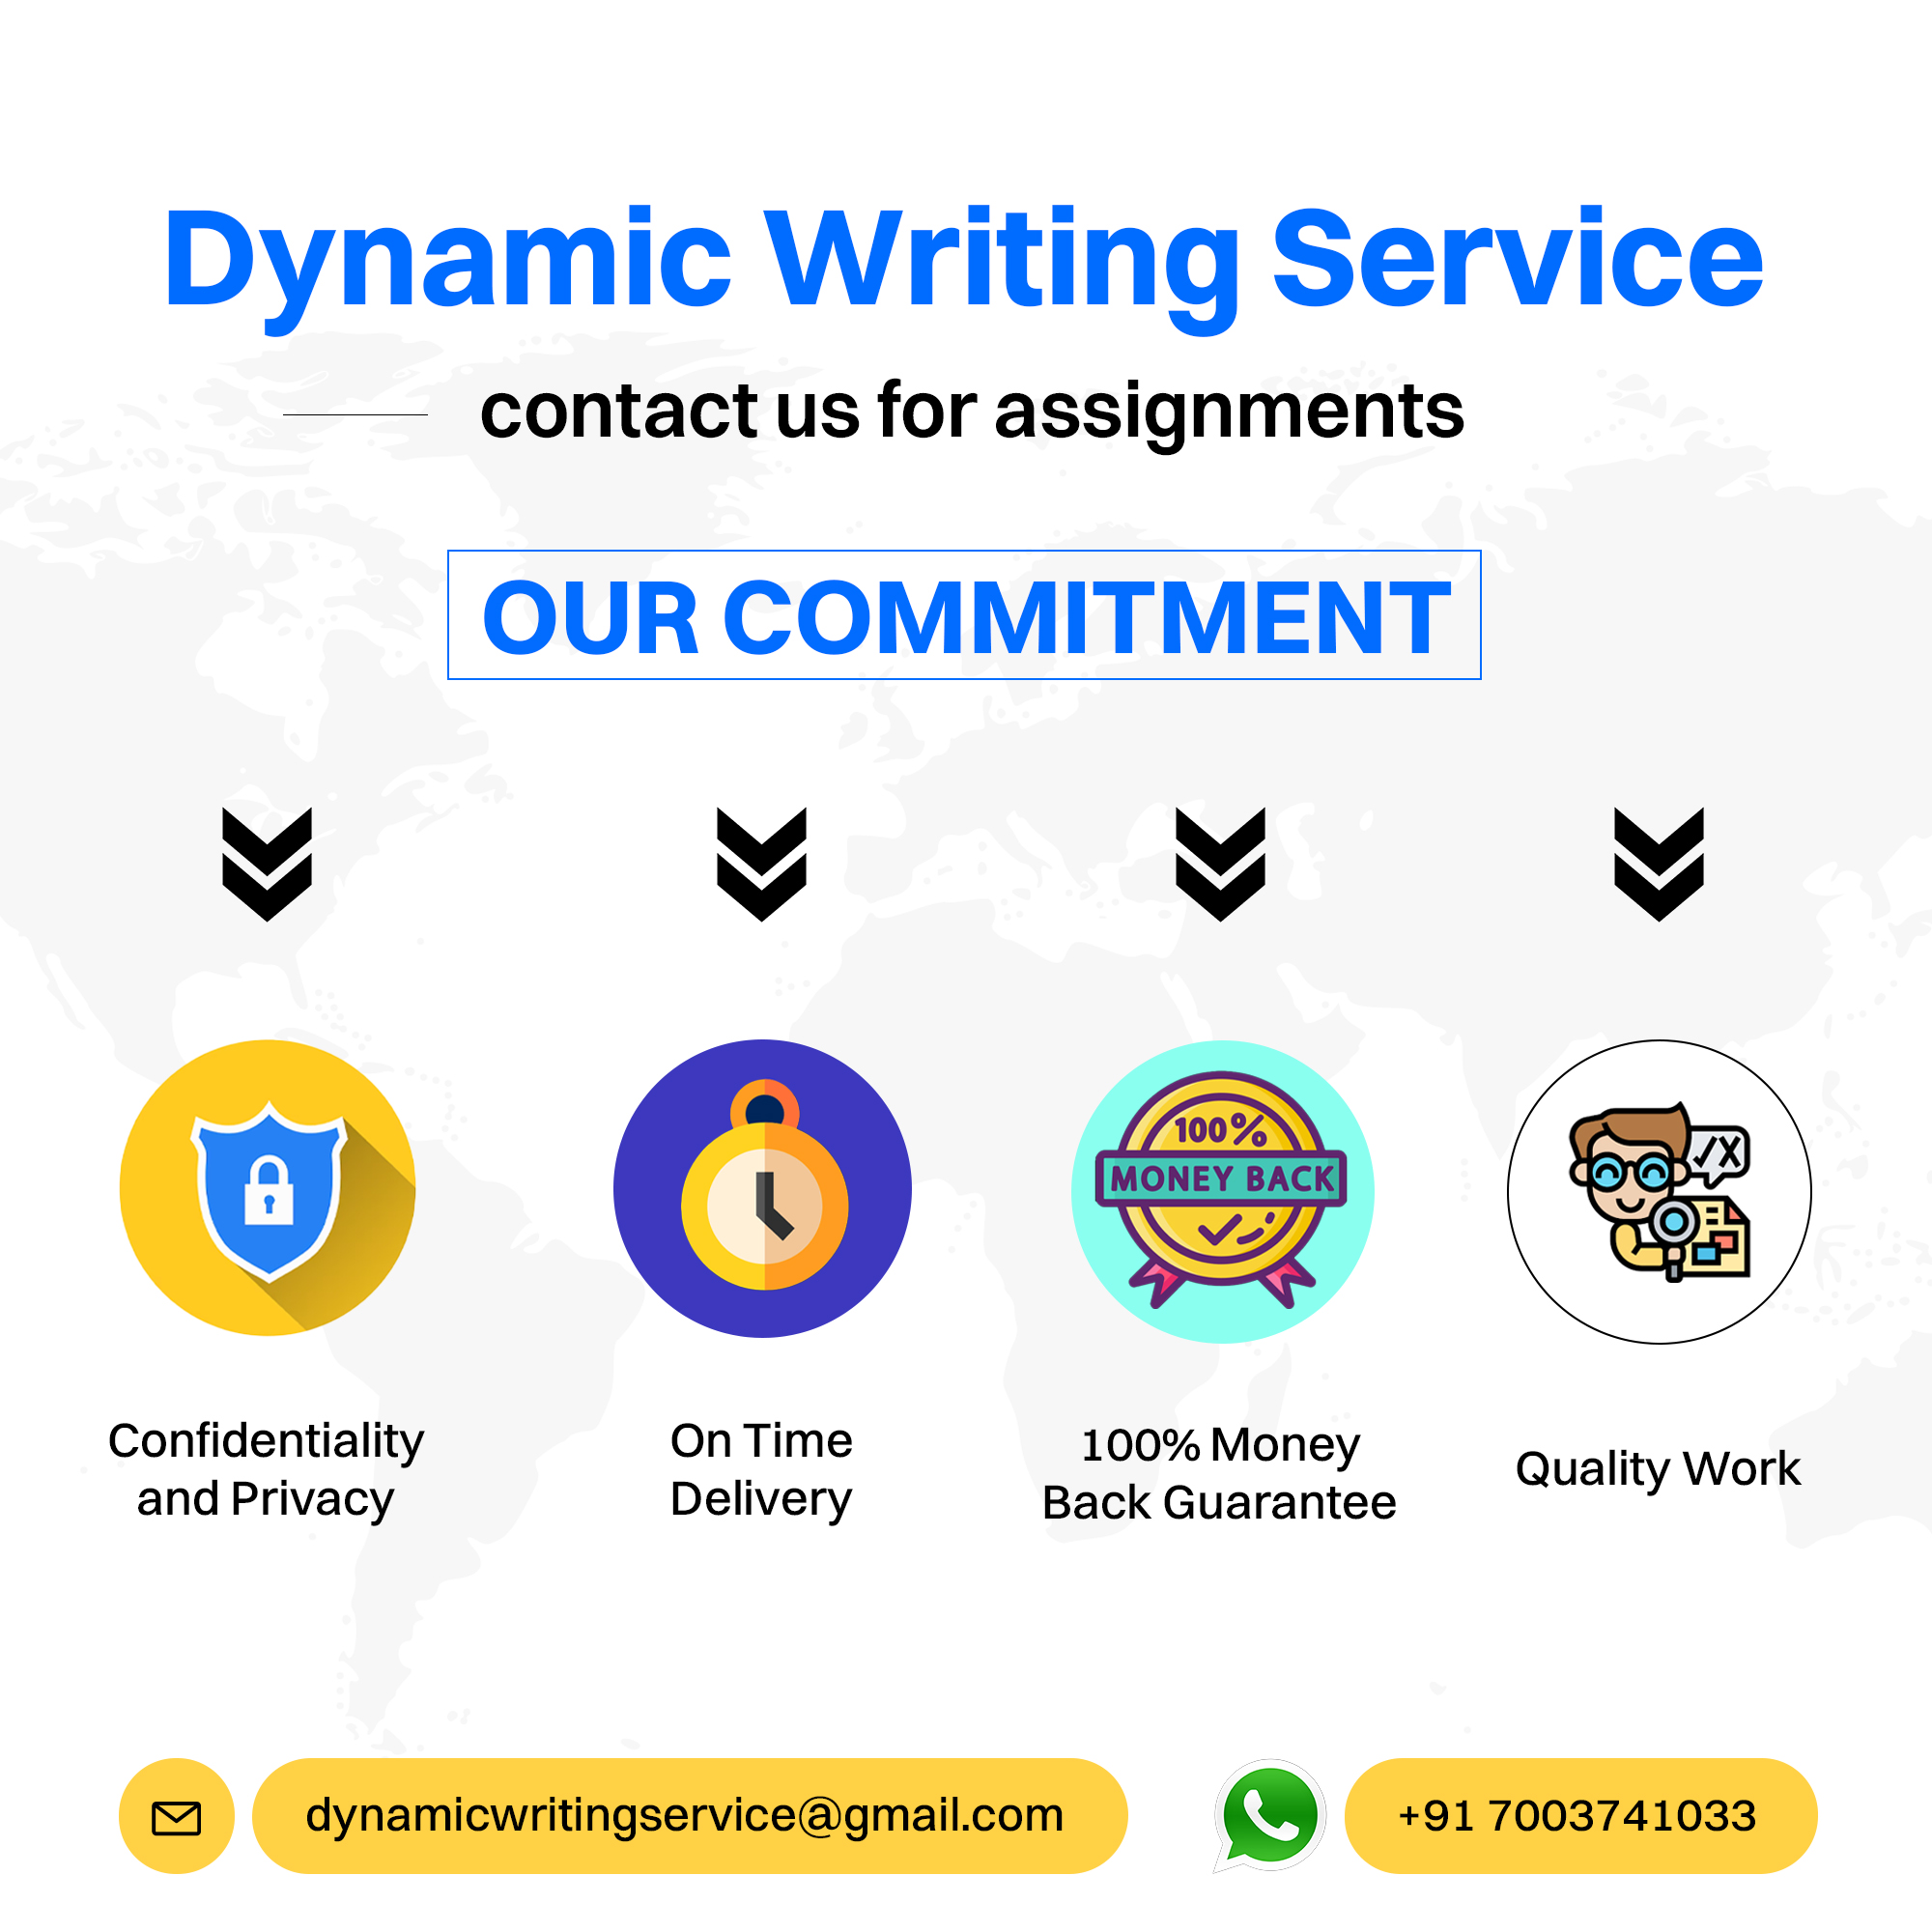 Dynamic Writing Service
contact us for assignments
OUR COMMITMENT
100%
MONEY BACK
√X
Confidentiality
and Privacy
On Time
Delivery
100% Money
Back Guarantee
Quality Work
dynamicwritingservice@gmail.com
+91 7003741033